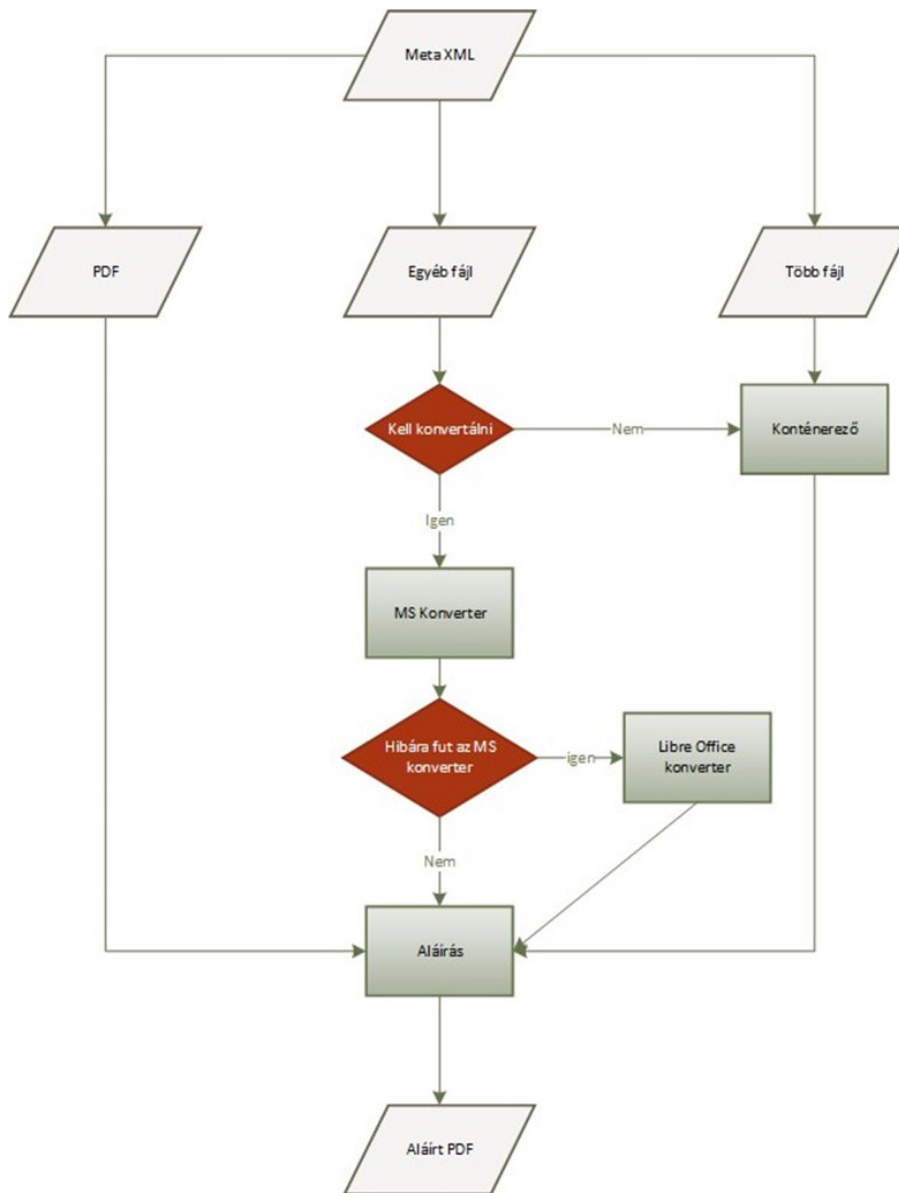 Meta XML
PDF
Egyéb fájl
Több fájl
Kell konvertálni
Nem
Konténerező
Igen
MS Konverter
Hibára fut az MS
konverter
igen
Libre Office
konverter
Nem
Aláírás
Aláírt PDF